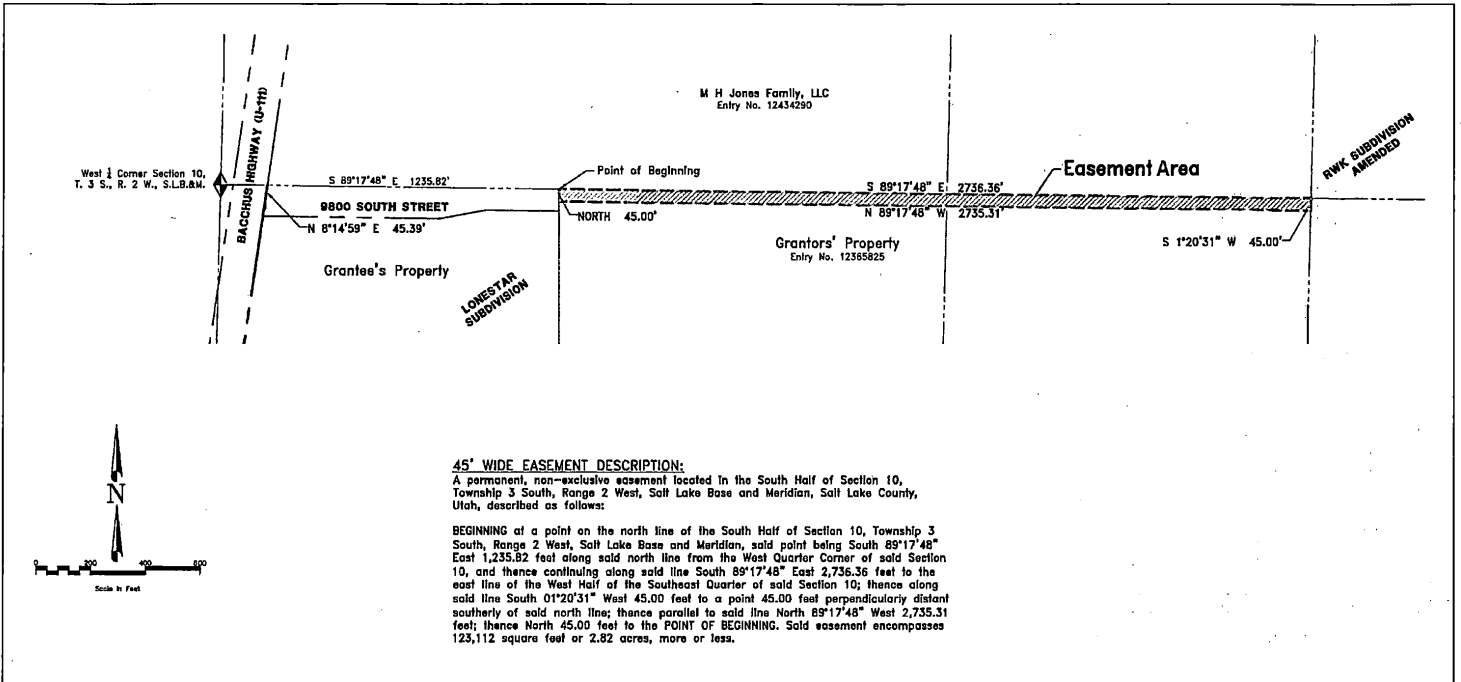 M H Jones Family, LLC
Entry No. 12434290
BACCHUS HIGHWAY (U-111)
West ¼ Corner Section 10,
T. 3 S., R. 2 W., S.L.B.&M.
S 89°17'48" E 1235.82'
Point of Beginning
S 89°17'48" E 2736.36'
Easement Area
RWK SUBDIVISION
AMENDED
9800 SOUTH STREET
N 8°14'59" E 45.39'
NORTH 45.00'
N 89°17'48" W 2735.31'
Grantors' Property
Entry No. 12365825
S 1°20'31" W 45.00'
Grantee's Property
LONESTAR
SUBDIVISION
N
0 200 400 800
Scale in Feet
45' WIDE EASEMENT DESCRIPTION:
A permanent, non-exclusive easement located in the South Half of Section 10,
Township 3 South, Range 2 West, Salt Lake Base and Meridian, Salt Lake County,
Utah, described as follows:
BEGINNING at a point on the north line of the South Half of Section 10, Township 3
South, Range 2 West, Salt Lake Base and Meridian, said point being South 89°17'48"
East 1,235.82 feet along said north line from the West Quarter Corner of said Section
10, and thence continuing along said line South 89°17'48" East 2,736.36 feet to the
east line of the West Half of the Southeast Quarter of said Section 10; thence along
said line South 01°20'31" West 45.00 feet to a point 45.00 feet perpendicularly distant
southerly of said north line; thence parallel to said line North 89°17'48" West 2,735.31
feet; thence North 45.00 feet to the POINT OF BEGINNING. Said easement encompasses
123,112 square feet or 2.82 acres, more or less.